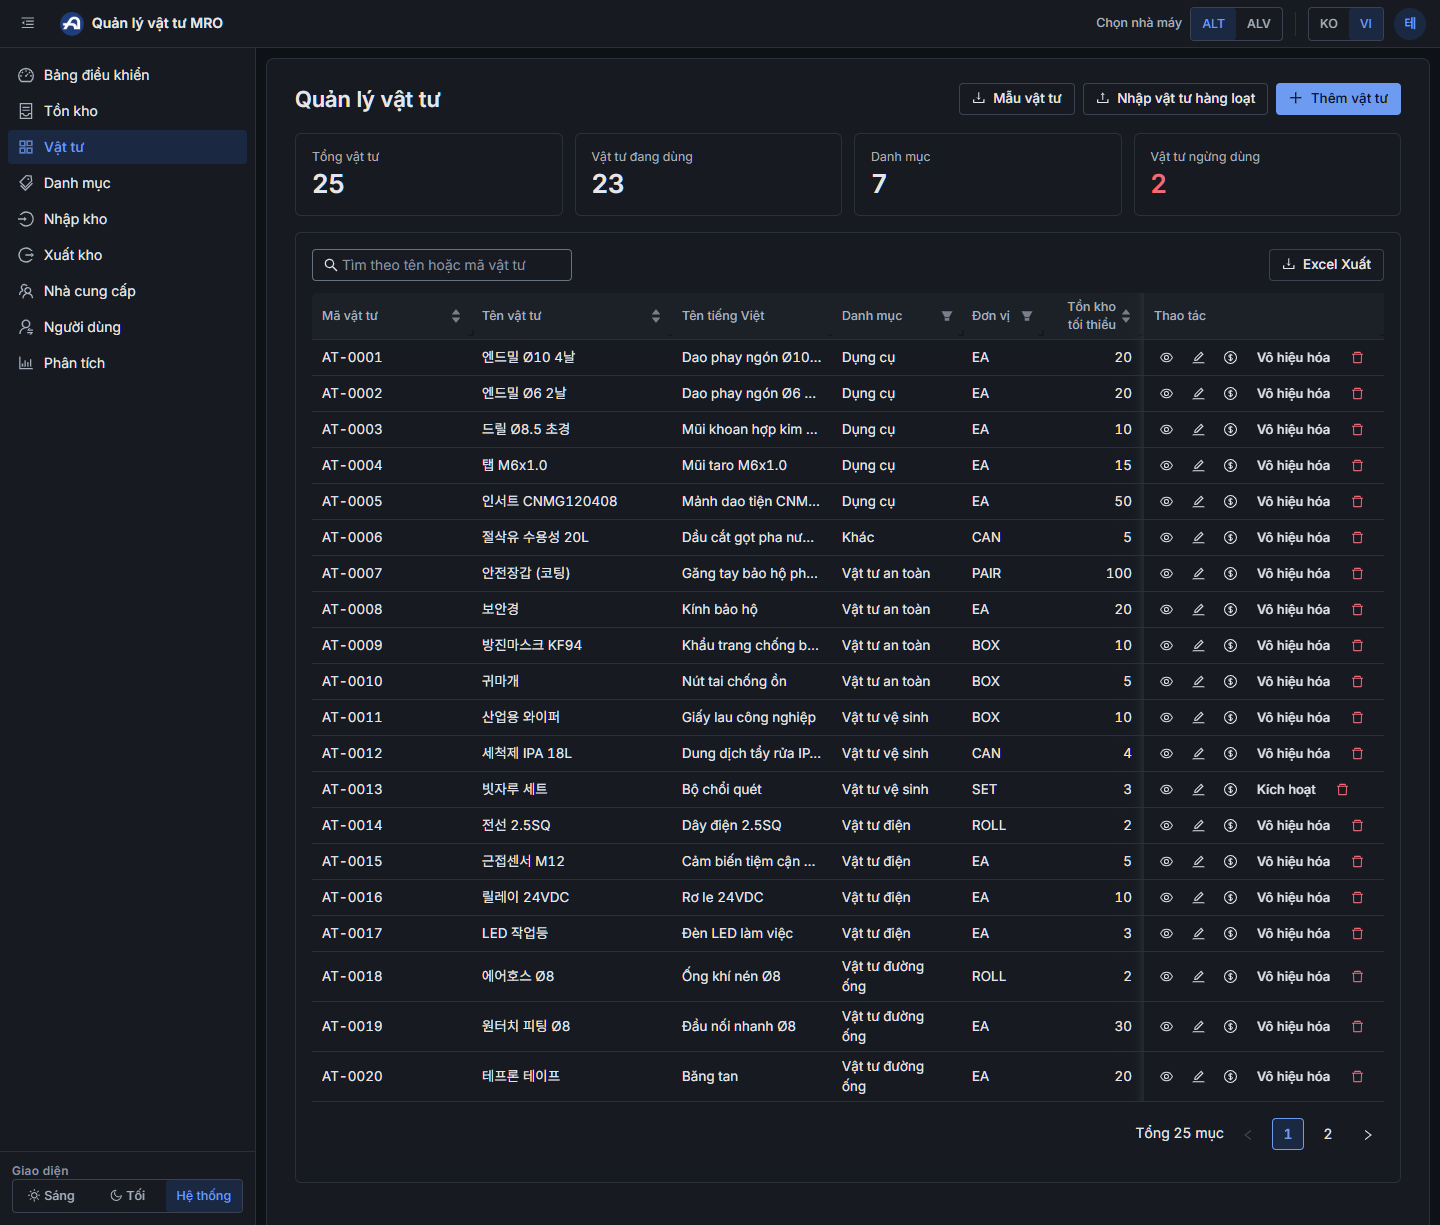 Quản lý vật tư MRO
Chọn nhà máy
ALT
ALV
KO
VI
테
Bảng điều khiển
Tồn kho
Vật tư
Danh mục
Nhập kho
Xuất kho
Nhà cung cấp
Người dùng
Phân tích
Giao diện
Sáng
Tối
Hệ thống
Quản lý vật tư
Mẫu vật tư
Nhập vật tư hàng loạt
Thêm vật tư
Tổng vật tư
25
Vật tư đang dùng
23
Danh mục
7
Vật tư ngừng dùng
2
Tìm theo tên hoặc mã vật tư
Excel Xuất
Mã vật tư Tên vật tư Tên tiếng Việt Danh mục Đơn vị Tồn kho tối thiểu Thao tác
AT-0001 엔드밀 Ø10 4날 Dao phay ngón Ø10... Dụng cụ EA 20 Vô hiệu hóa
AT-0002 엔드밀 Ø6 2날 Dao phay ngón Ø6 ... Dụng cụ EA 20 Vô hiệu hóa
AT-0003 드릴 Ø8.5 초경 Mũi khoan hợp kim ... Dụng cụ EA 10 Vô hiệu hóa
AT-0004 탭 M6x1.0 Mũi taro M6x1.0 Dụng cụ EA 15 Vô hiệu hóa
AT-0005 인서트 CNMG120408 Mảnh dao tiện CNM... Dụng cụ EA 50 Vô hiệu hóa
AT-0006 절삭유 수용성 20L Dầu cắt gọt pha nư... Khác CAN 5 Vô hiệu hóa
AT-0007 안전장갑 (코팅) Găng tay bảo hộ ph... Vật tư an toàn PAIR 100 Vô hiệu hóa
AT-0008 보안경 Kính bảo hộ Vật tư an toàn EA 20 Vô hiệu hóa
AT-0009 방진마스크 KF94 Khẩu trang chống b... Vật tư an toàn BOX 10 Vô hiệu hóa
AT-0010 귀마개 Nút tai chống ồn Vật tư an toàn BOX 5 Vô hiệu hóa
AT-0011 산업용 와이퍼 Giấy lau công nghiệp Vật tư vệ sinh BOX 10 Vô hiệu hóa
AT-0012 세척제 IPA 18L Dung dịch tẩy rửa IP... Vật tư vệ sinh CAN 4 Vô hiệu hóa
AT-0013 빗자루 세트 Bộ chổi quét Vật tư vệ sinh SET 3 Kích hoạt
AT-0014 전선 2.5SQ Dây điện 2.5SQ Vật tư điện ROLL 2 Vô hiệu hóa
AT-0015 근접센서 M12 Cảm biến tiệm cận ... Vật tư điện EA 5 Vô hiệu hóa
AT-0016 릴레이 24VDC Rơ le 24VDC Vật tư điện EA 10 Vô hiệu hóa
AT-0017 LED 작업등 Đèn LED làm việc Vật tư điện EA 3 Vô hiệu hóa
AT-0018 에어호스 Ø8 Ống khí nén Ø8 Vật tư đường ống ROLL 2 Vô hiệu hóa
AT-0019 원터치 피팅 Ø8 Đầu nối nhanh Ø8 Vật tư đường ống EA 30 Vô hiệu hóa
AT-0020 테프론 테이프 Băng tan Vật tư đường ống EA 20 Vô hiệu hóa
Tổng 25 mục
1
2